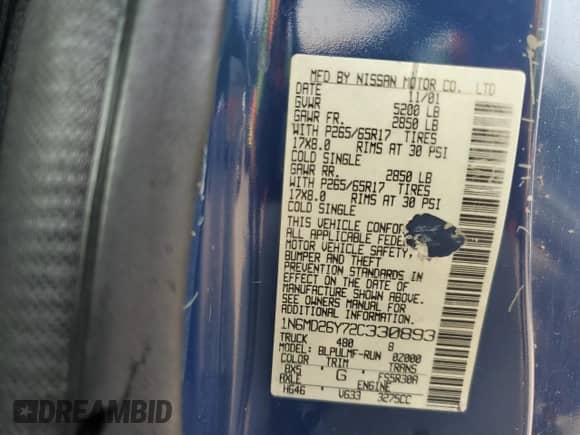 MFD BY NISSAN MOTOR CO. LTD
DATE 11/01
GVWR 5200 LB
GAWR FR. 2850 LB
WITH P265/65R17 TIRES
17X8.0 RIMS AT 30 PSI
COLD SINGLE
GAWR RR. 2850 LB
WITH P265/65R17 TIRES
17X8.0 RIMS AT 30 PSI
COLD SINGLE
THIS VEHICLE CONFOR
ALL APPLICABLE FEDE
MOTOR VEHICLE SAFETY,
BUMPER AND THEFT
PREVENTION STANDARDS IN
EFFECT ON THE DATE OF
MANUFACTURE SHOWN ABOVE.
SEE OWNERS MANUAL FOR
ADDITIONAL INFORMATION.
1N6MD26Y72C330893
TRUCK 480 8
MODEL BLPULMF-RUN 02000
COLOR TRIM TRANS
BX5 G FS5R30A
AXLE ENGINE
HG46 VG33 3275CC
DREAMBID